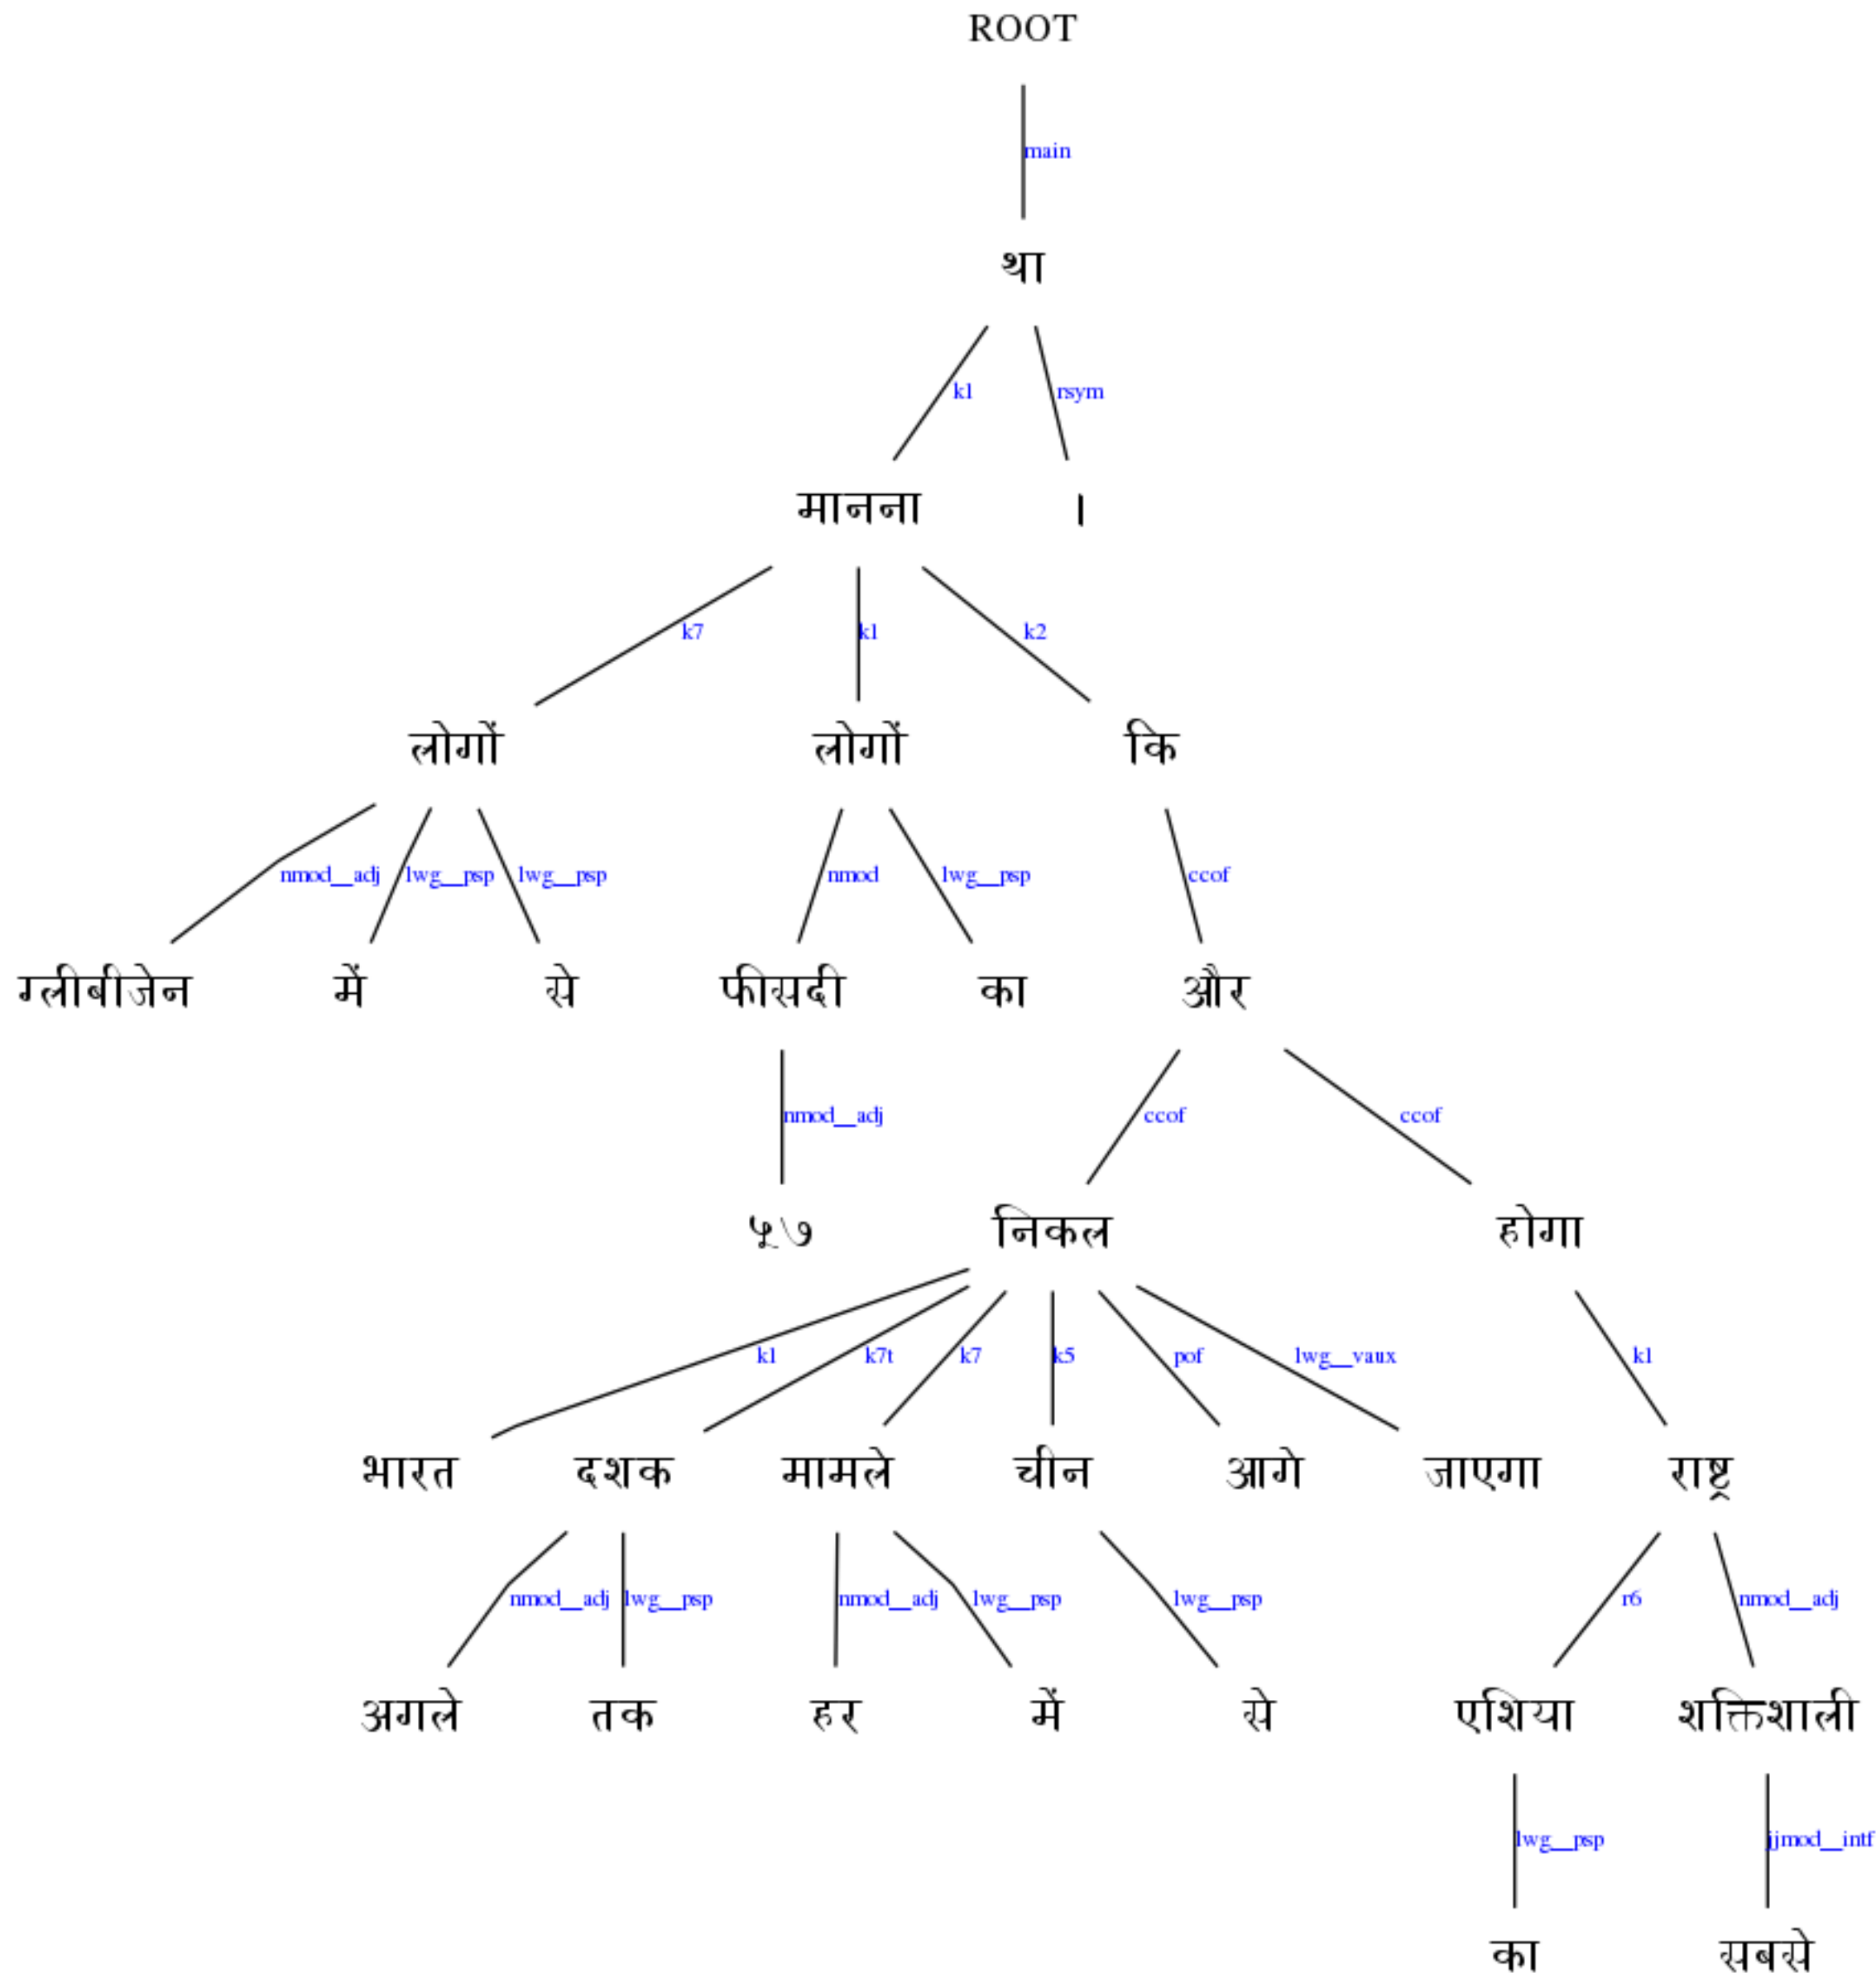 ROOT
main
था
k1 rsym
मानना ।
k7 k1 k2
लोगों लोगों कि
nmod__adj lwg__psp lwg__psp nmod lwg__psp ccof
ग्लीबीजेन में से फीसदी का और
nmod__adj ccof ccof
५७ निकल होगा
k1 k7t k7 k5 pof lwg__vaux k1
भारत दशक मामले चीन आगे जाएगा राष्ट्र
nmod__adj lwg__psp nmod__adj lwg__psp lwg__psp r6 nmod__adj
अगले तक हर में से एशिया शक्तिशाली
lwg__psp jjmod__intf
का सबसे